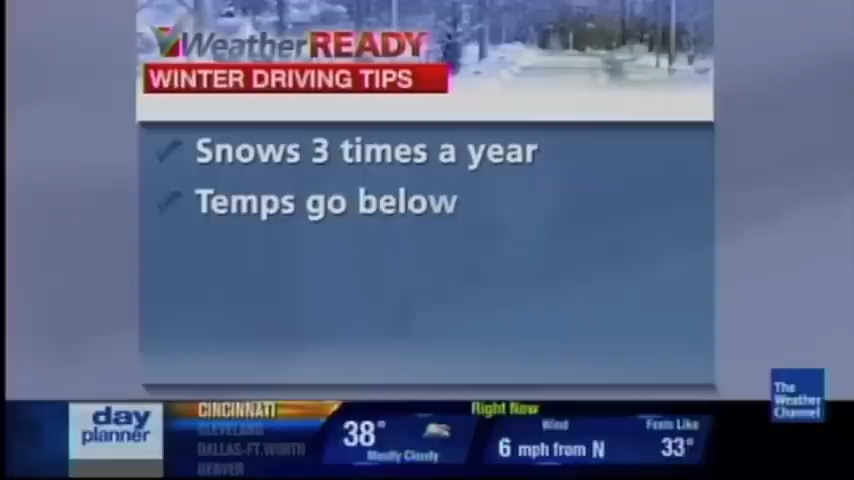 WeatherREADY
WINTER DRIVING TIPS
Snows 3 times a year
Temps go below
The
Weather
Channel
day
planner
CINCINNATI
CLEVELAND
DALLAS-FT. WORTH
DENVER
Right Now
38°
Mostly Cloudy
Wind
6 mph from N
Feels Like
33°